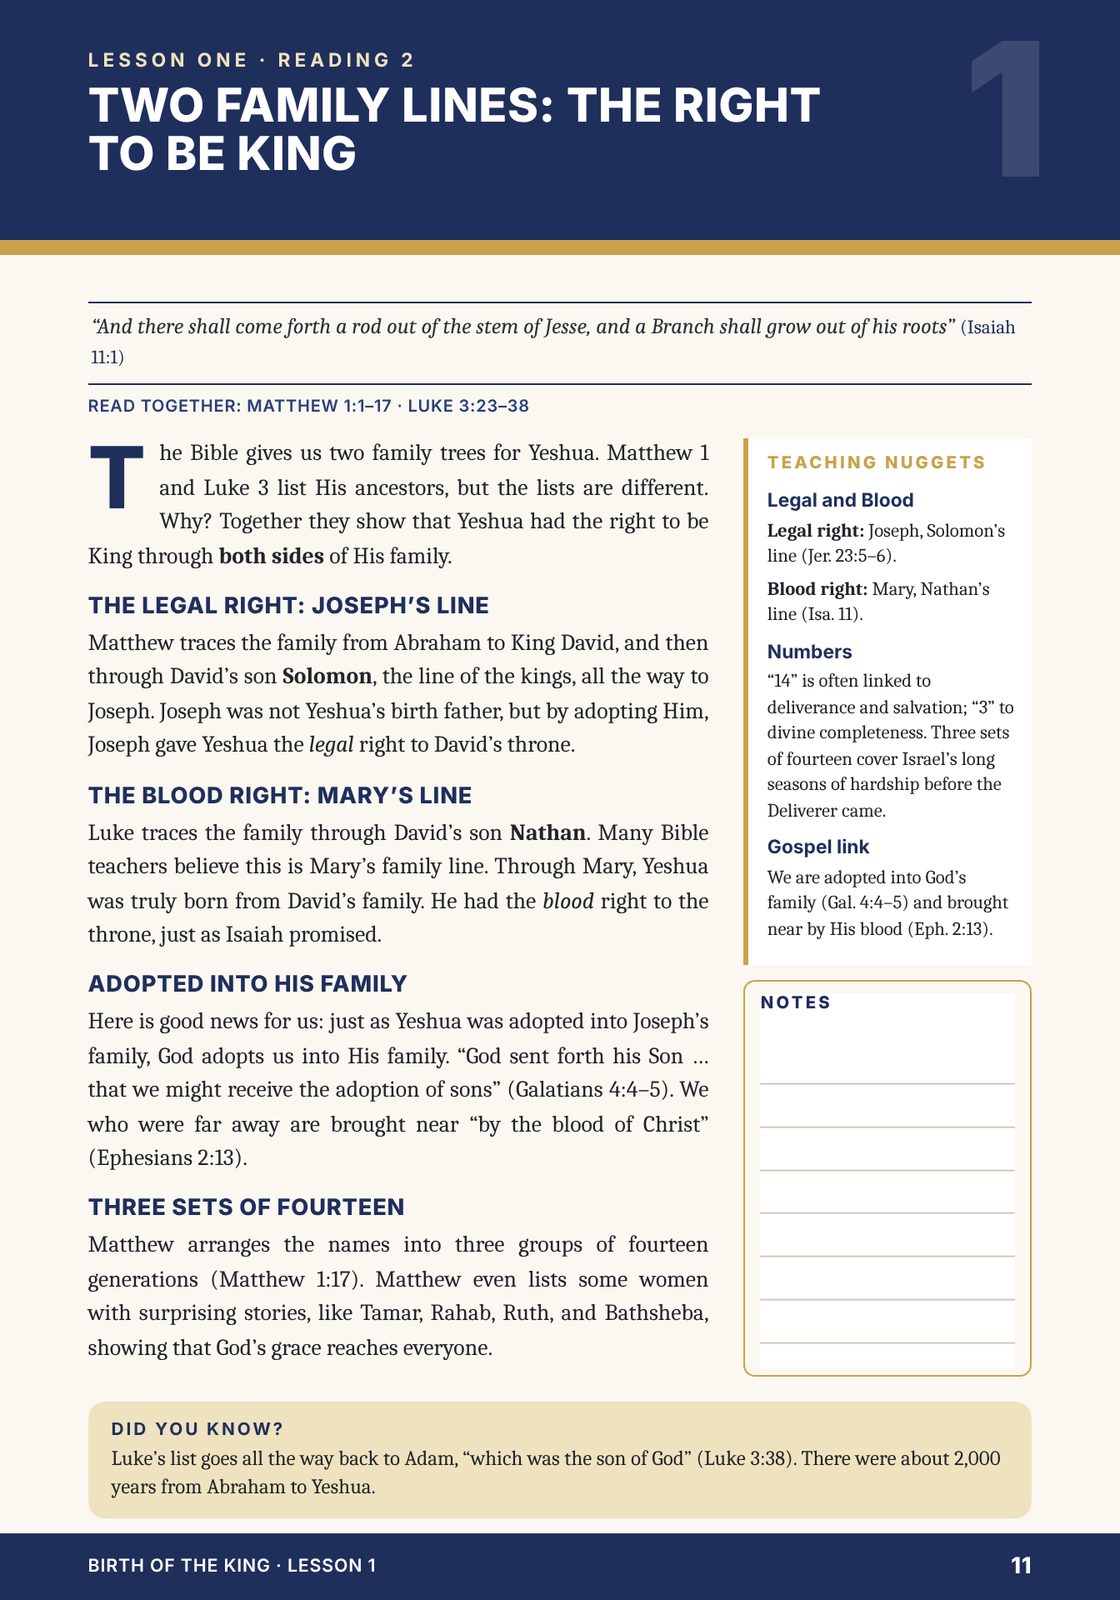 LESSON ONE · READING 2
1
TWO FAMILY LINES: THE RIGHT
TO BE KING
“And there shall come forth a rod out of the stem of Jesse, and a Branch shall grow out of his roots” (Isaiah
11:1)
READ TOGETHER: MATTHEW 1:1–17 · LUKE 3:23–38
The Bible gives us two family trees for Yeshua. Matthew 1
and Luke 3 list His ancestors, but the lists are different.
Why? Together they show that Yeshua had the right to be
King through both sides of His family.
THE LEGAL RIGHT: JOSEPH’S LINE
Matthew traces the family from Abraham to King David, and then
through David’s son Solomon, the line of the kings, all the way to
Joseph. Joseph was not Yeshua’s birth father, but by adopting Him,
Joseph gave Yeshua the legal right to David’s throne.
THE BLOOD RIGHT: MARY’S LINE
Luke traces the family through David’s son Nathan. Many Bible
teachers believe this is Mary’s family line. Through Mary, Yeshua
was truly born from David’s family. He had the blood right to the
throne, just as Isaiah promised.
ADOPTED INTO HIS FAMILY
Here is good news for us: just as Yeshua was adopted into Joseph’s
family, God adopts us into His family. “God sent forth his Son …
that we might receive the adoption of sons” (Galatians 4:4–5). We
who were far away are brought near “by the blood of Christ”
(Ephesians 2:13).
THREE SETS OF FOURTEEN
Matthew arranges the names into three groups of fourteen
generations (Matthew 1:17). Matthew even lists some women
with surprising stories, like Tamar, Rahab, Ruth, and Bathsheba,
showing that God’s grace reaches everyone.
TEACHING NUGGETS
Legal and Blood
Legal right: Joseph, Solomon’s
line (Jer. 23:5–6).
Blood right: Mary, Nathan’s
line (Isa. 11).
Numbers
“14” is often linked to
deliverance and salvation; “3” to
divine completeness. Three sets
of fourteen cover Israel’s long
seasons of hardship before the
Deliverer came.
Gospel link
We are adopted into God’s
family (Gal. 4:4–5) and brought
near by His blood (Eph. 2:13).
NOTES
DID YOU KNOW?
Luke’s list goes all the way back to Adam, “which was the son of God” (Luke 3:38). There were about 2,000
years from Abraham to Yeshua.
BIRTH OF THE KING · LESSON 1
11